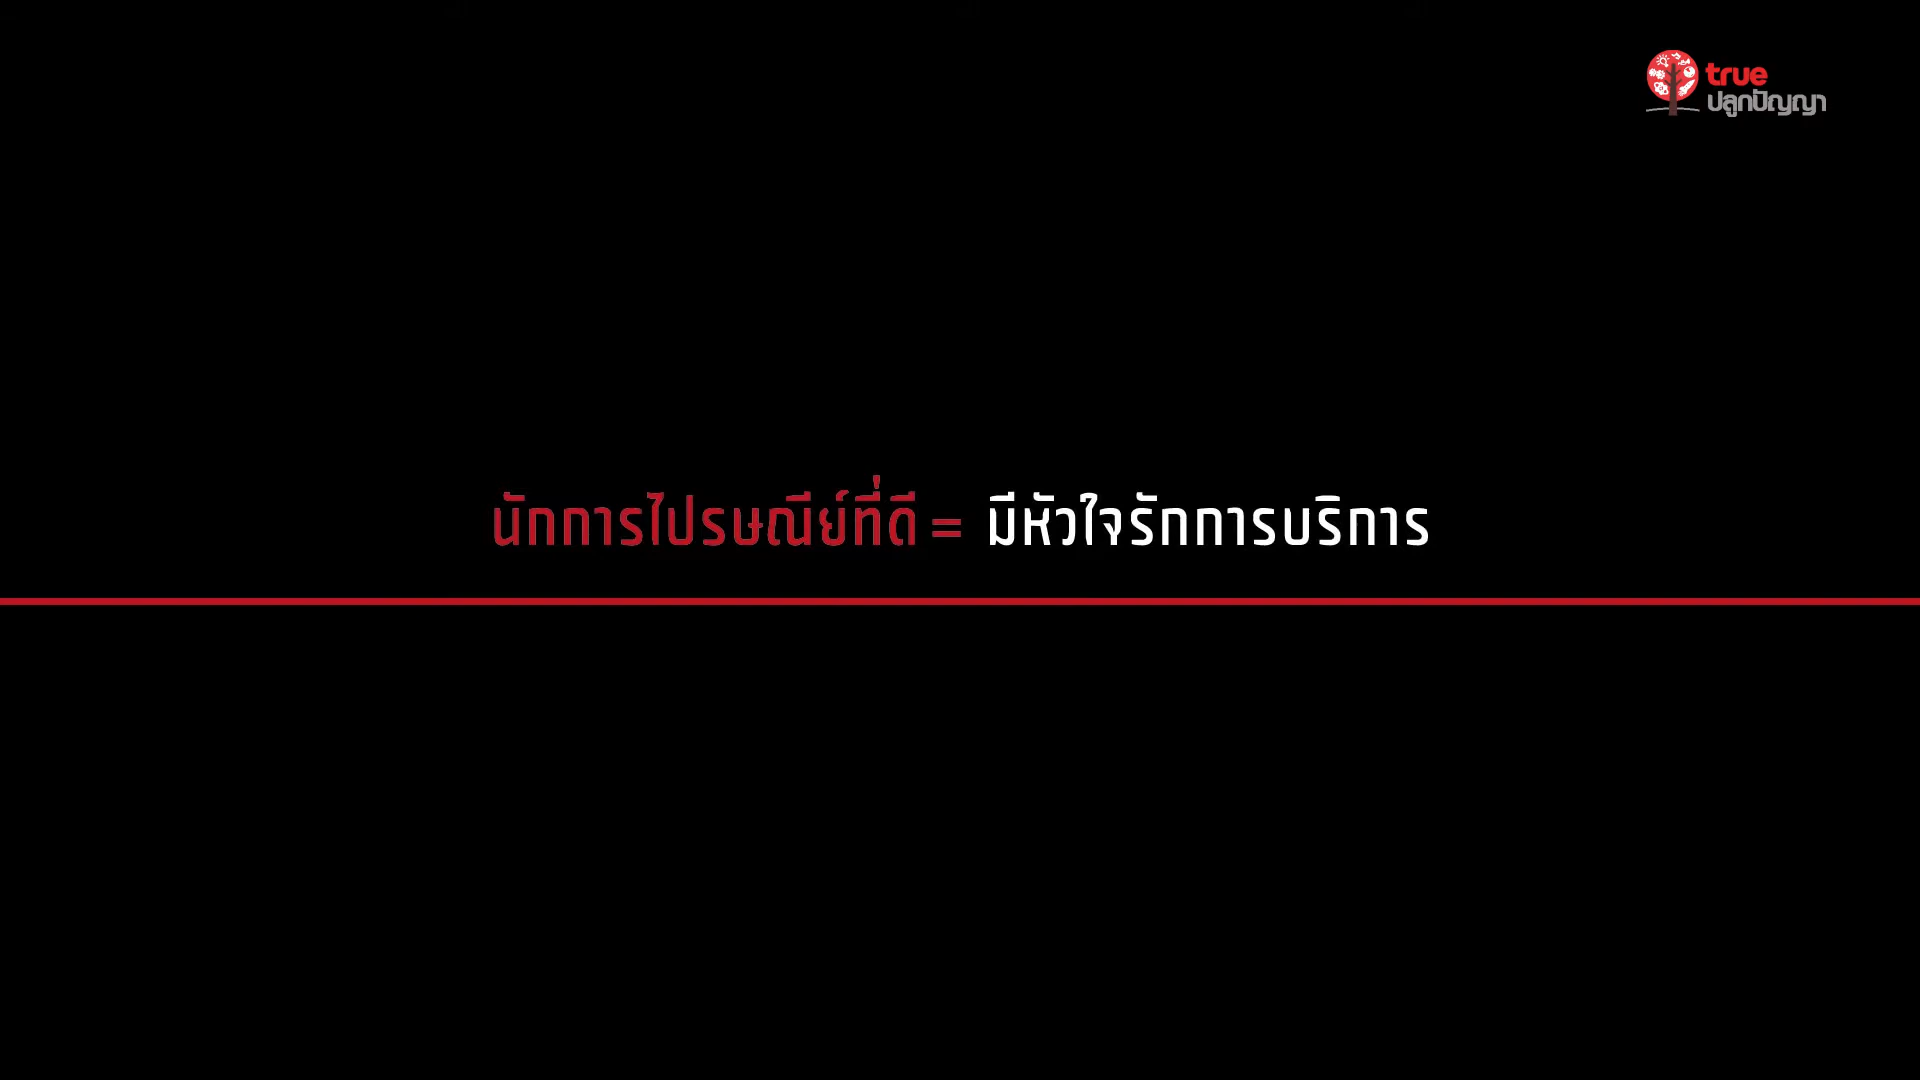 true
ปลูกปัญญา
นักการไปรษณีย์ที่ดี = มีหัวใจรักการบริการ